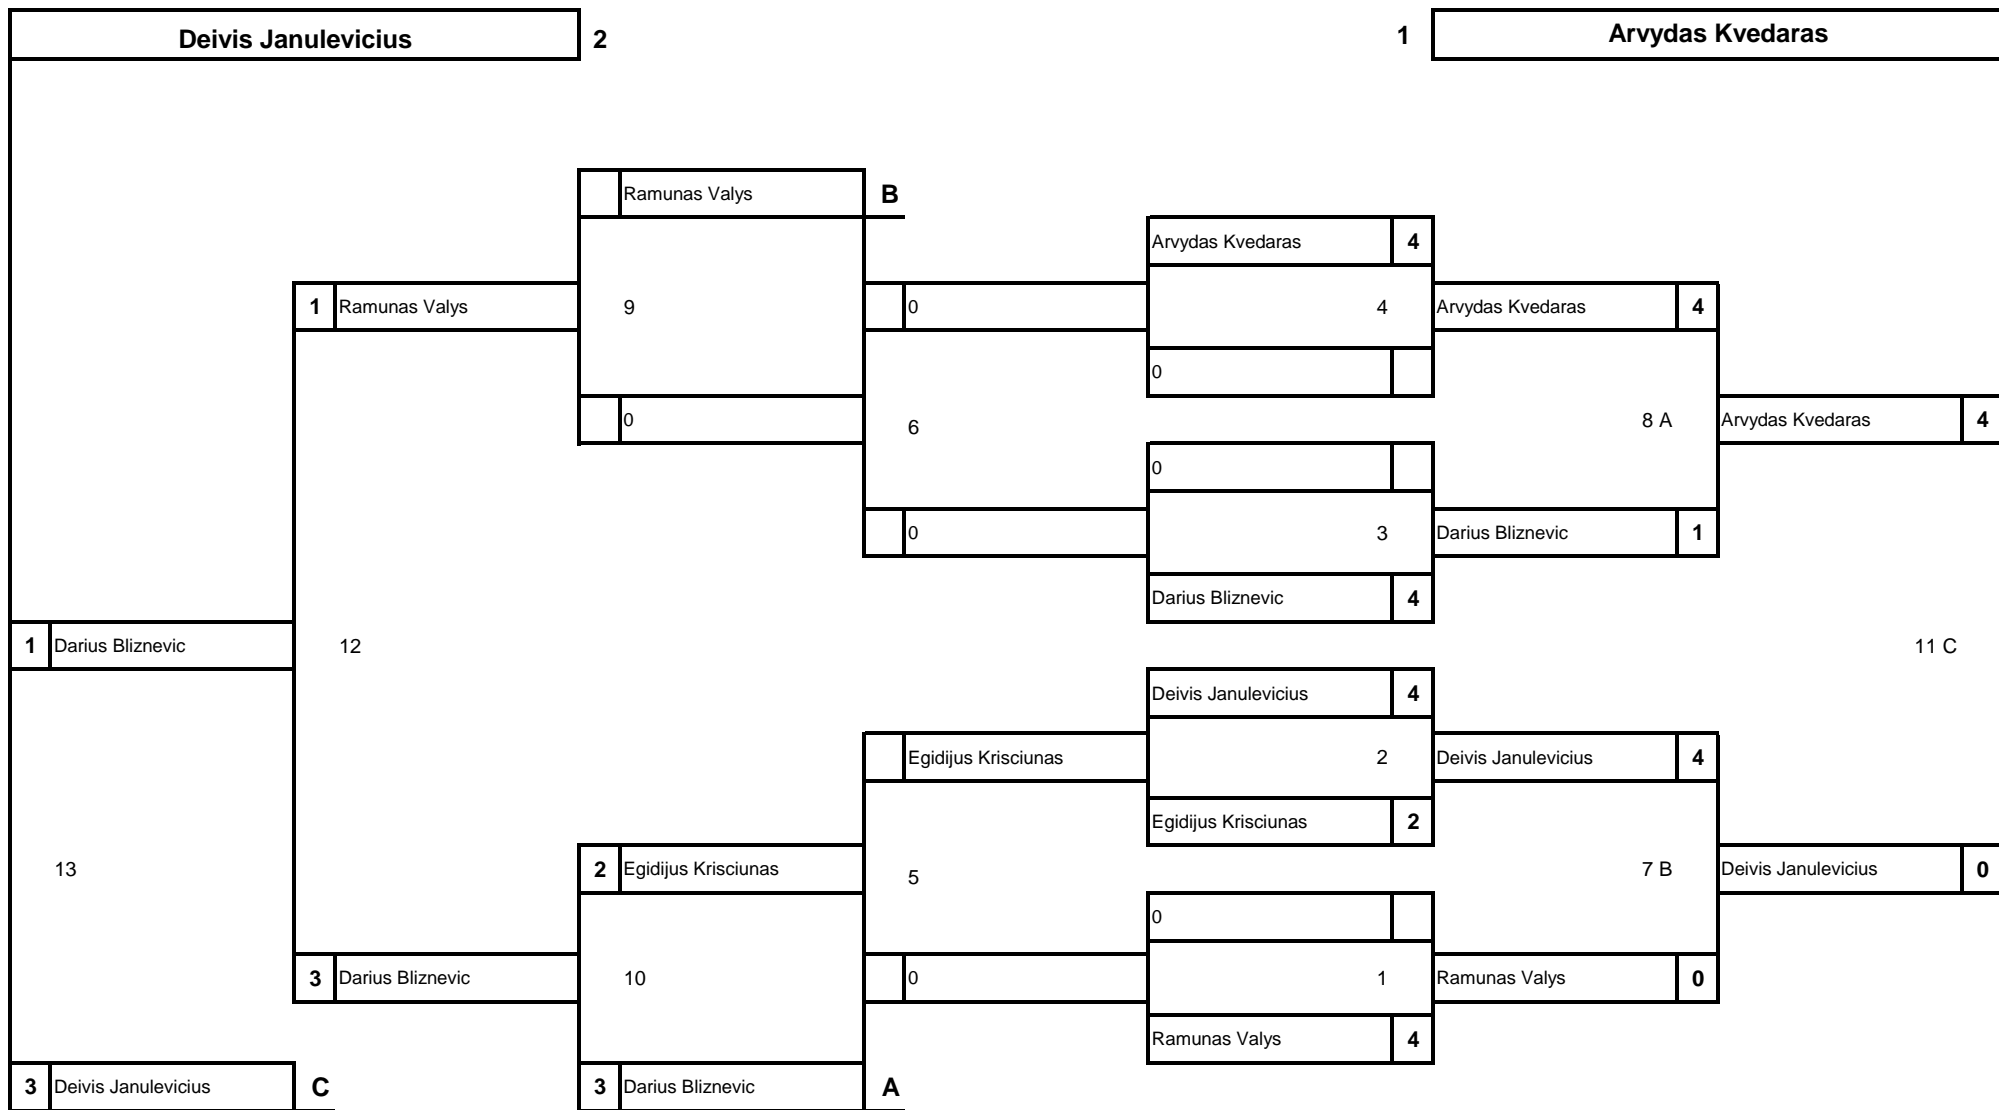 Deivis Janulevicius 2 1 Arvydas Kvedaras
Ramunas Valys B
Arvydas Kvedaras 4
1 Ramunas Valys 9 0 4 Arvydas Kvedaras 4
0
0 6 8 A Arvydas Kvedaras 4
0
0 3 Darius Bliznevic 1
Darius Bliznevic 4
1 Darius Bliznevic 12 11 C
Deivis Janulevicius 4
Egidijus Krisciunas 2 Deivis Janulevicius 4
Egidijus Krisciunas 2
13 2 Egidijus Krisciunas 5 7 B Deivis Janulevicius 0
0
3 Darius Bliznevic 10 0 1 Ramunas Valys 0
Ramunas Valys 4
3 Deivis Janulevicius C 3 Darius Bliznevic A